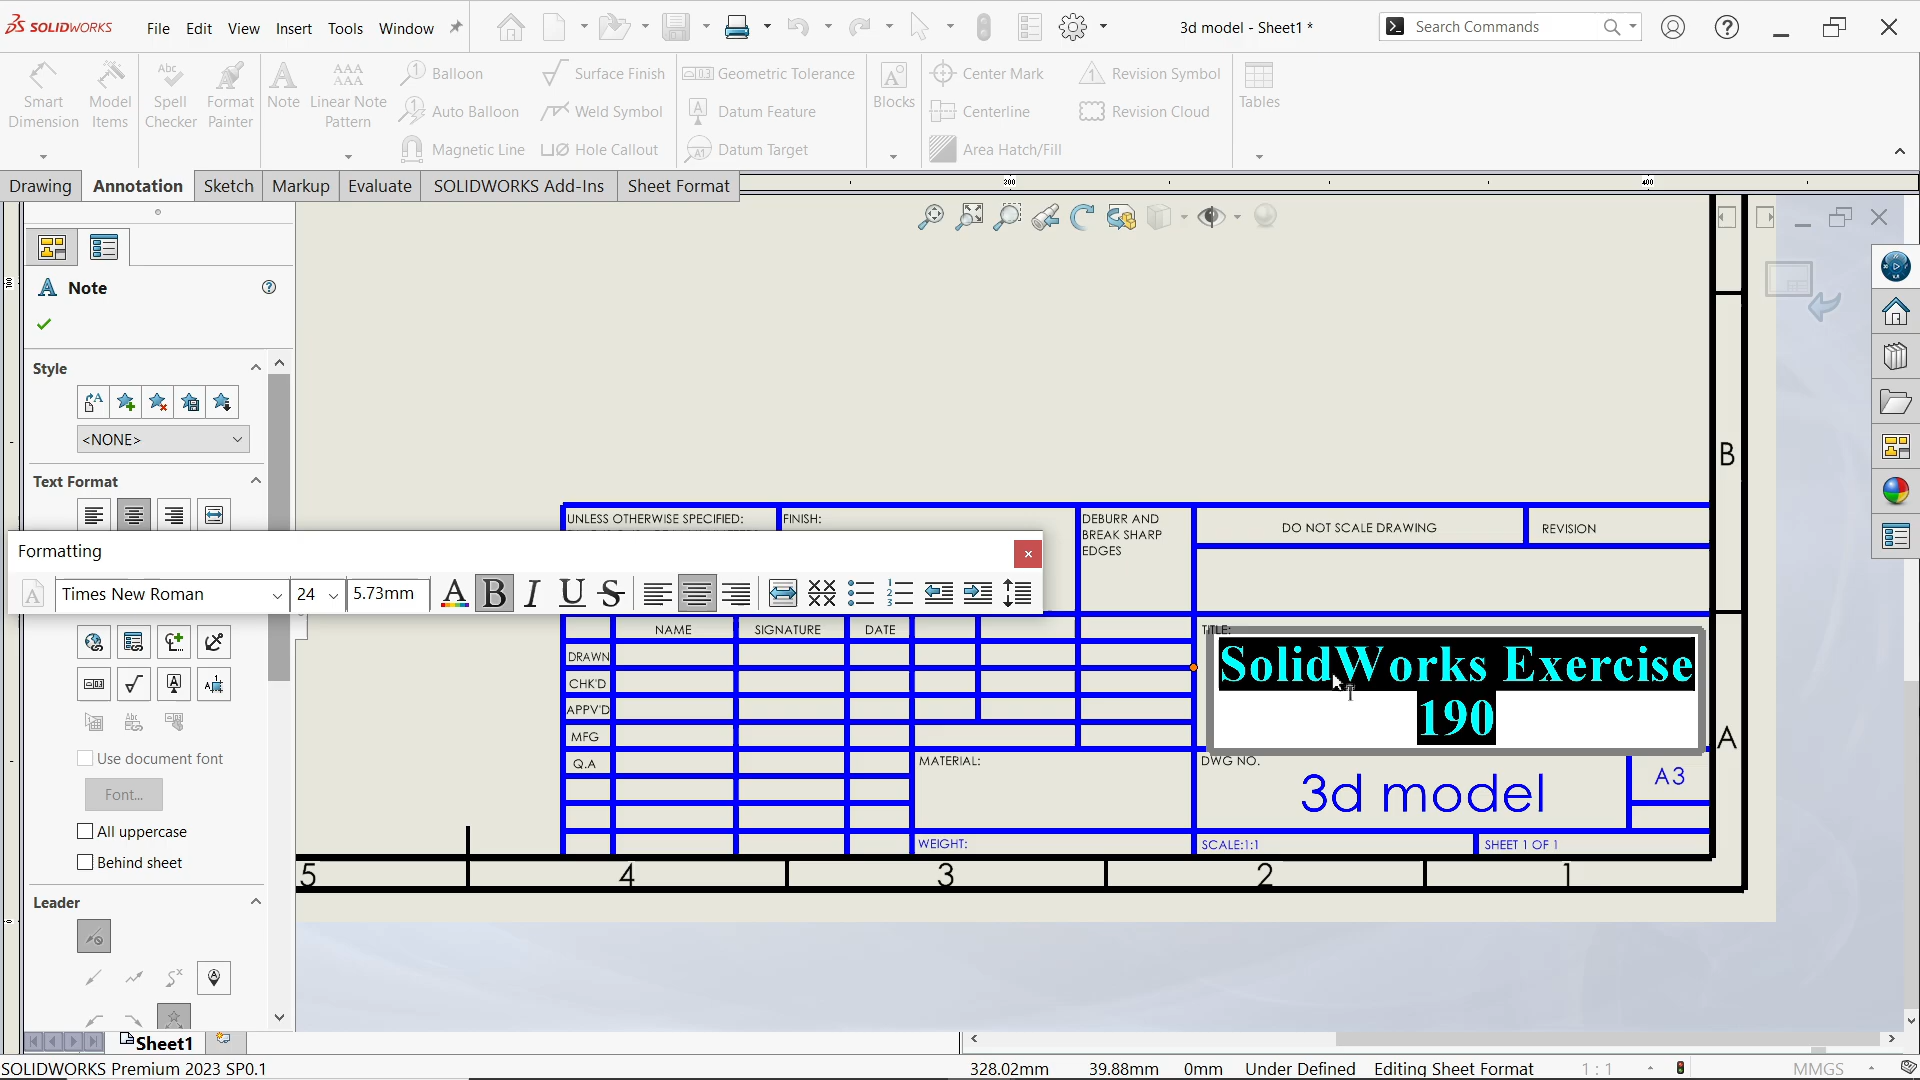 SOLIDWORKS File Edit View Insert Tools Window 3d model - Sheet1 * Search Commands
Smart Dimension
Model Items
Spell Checker
Format Painter
Note
Linear Note Pattern
Balloon
Auto Balloon
Magnetic Line
Surface Finish
Weld Symbol
Hole Callout
Geometric Tolerance
Datum Feature
Datum Target
Blocks
Center Mark
Centerline
Area Hatch/Fill
Revision Symbol
Revision Cloud
Tables
Drawing Annotation Sketch Markup Evaluate SOLIDWORKS Add-Ins Sheet Format
200 400
100
Note
Style
<NONE>
Text Format
Formatting
Times New Roman 24 5.73mm
Use document font
Font...
All uppercase
Behind sheet
Leader
UNLESS OTHERWISE SPECIFIED:
FINISH:
DEBURR AND
BREAK SHARP
EDGES
DO NOT SCALE DRAWING
REVISION
NAME SIGNATURE DATE
DRAWN
CHK'D
APPV'D
MFG
Q.A
TITLE:
SolidWorks Exercise
190
MATERIAL:
DWG NO.
3d model
A3
WEIGHT:
SCALE:1:1
SHEET 1 OF 1
B
A
5 4 3 2 1
Sheet1
SOLIDWORKS Premium 2023 SP0.1 328.02mm 39.88mm 0mm Under Defined Editing Sheet Format 1 : 1 MMGS